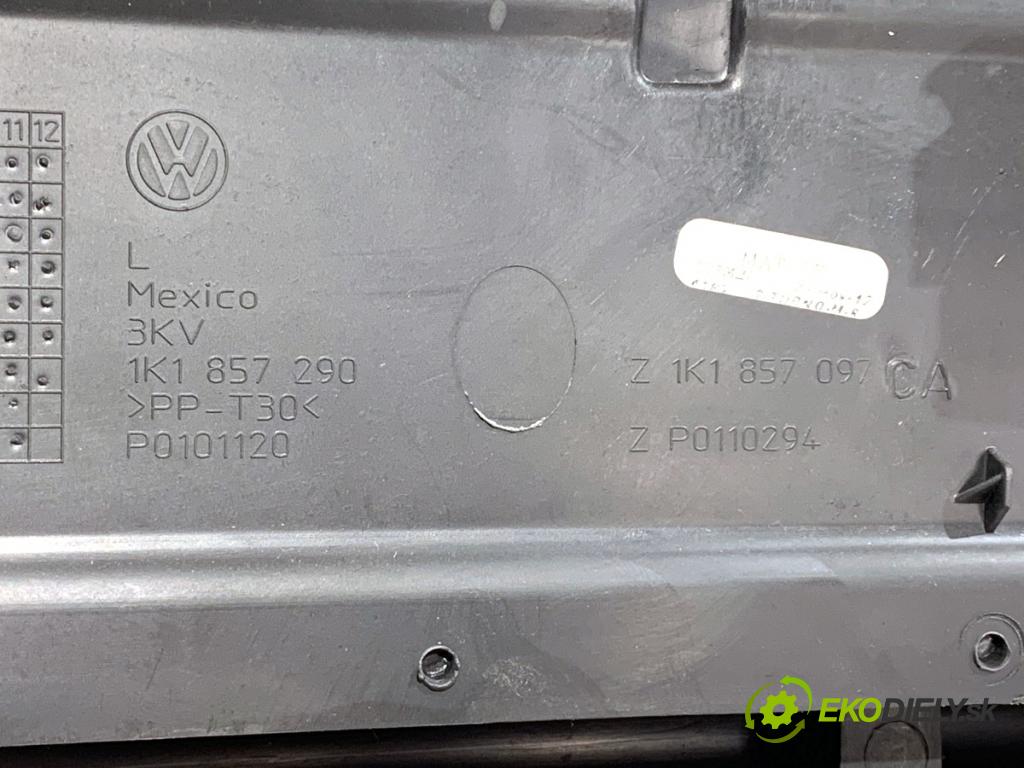 11 12
L
Mexico
3KV
1K1 857 290
>PP-T30<
P0101120
Z 1K1 857 097 CA
Z P0110294
EKODIELY.sk